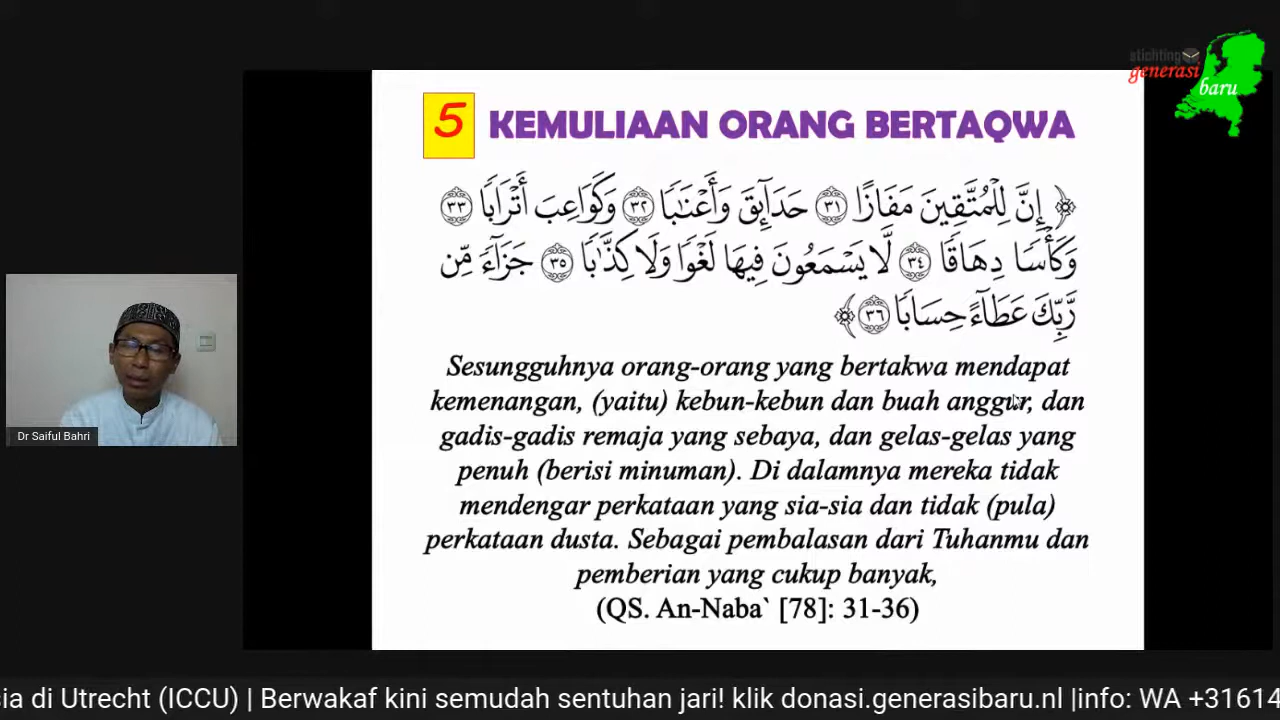 stichting
generasi
baru
5 KEMULIAAN ORANG BERTAQWA
﴿ إِنَّ لِلْمُتَّقِينَ مَفَازًا ٣١ حَدَآئِقَ وَأَعْنَٰبًا ٣٢ وَكَوَاعِبَ أَتْرَابًا ٣٣
وَكَأْسًا دِهَاقًا ٣٤ لَّا يَسْمَعُونَ فِيهَا لَغْوًا وَلَا كِذَّٰبًا ٣٥ جَزَآءً مِّن
رَّبِّكَ عَطَآءً حِسَابًا ٣٦ ﴾
Sesungguhnya orang-orang yang bertakwa mendapat
kemenangan, (yaitu) kebun-kebun dan buah anggur, dan
gadis-gadis remaja yang sebaya, dan gelas-gelas yang
penuh (berisi minuman). Di dalamnya mereka tidak
mendengar perkataan yang sia-sia dan tidak (pula)
perkataan dusta. Sebagai pembalasan dari Tuhanmu dan
pemberian yang cukup banyak,
(QS. An-Naba` [78]: 31-36)
Dr Saiful Bahri
sia di Utrecht (ICCU) | Berwakaf kini semudah sentuhan jari! klik donasi.generasibaru.nl |info: WA +31614